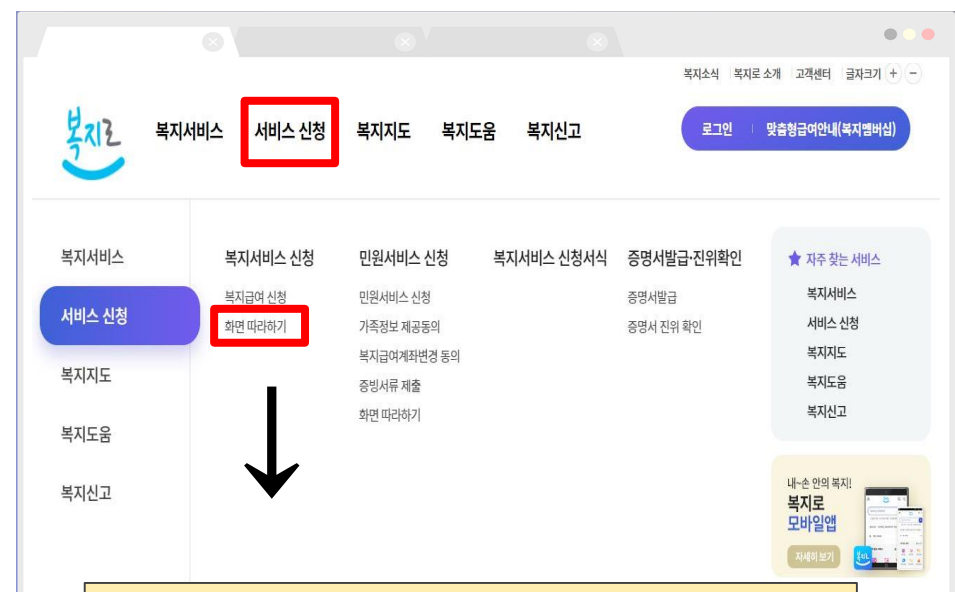 복지소식 복지로 소개 고객센터 글자크기 + -
복지로 복지서비스 서비스 신청 복지지도 복지도움 복지신고 로그인 맞춤형급여안내(복지멤버십)
복지서비스
서비스 신청
복지지도
복지도움
복지신고
복지서비스 신청
복지급여 신청
화면 따라하기
민원서비스 신청
민원서비스 신청
가족정보 제공동의
복지급여계좌변경 동의
증빙서류 제출
화면 따라하기
복지서비스 신청서식
증명서발급·진위확인
증명서발급
증명서 진위 확인
자주 찾는 서비스
복지서비스
서비스 신청
복지지도
복지도움
복지신고
내~손 안의 복지!
복지로
모바일앱
자세히 보기